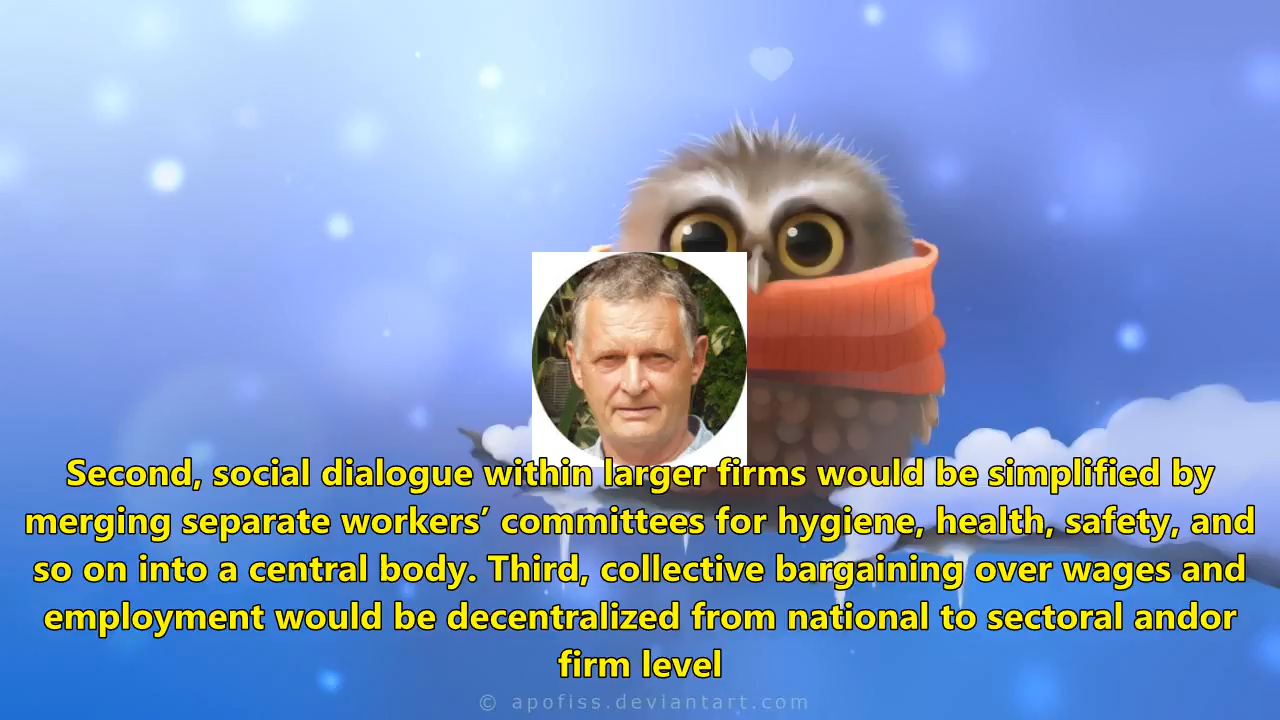 Second, social dialogue within larger firms would be simplified by
merging separate workers’ committees for hygiene, health, safety, and
so on into a central body. Third, collective bargaining over wages and
employment would be decentralized from national to sectoral andor
firm level
© apofiss.deviantart.com